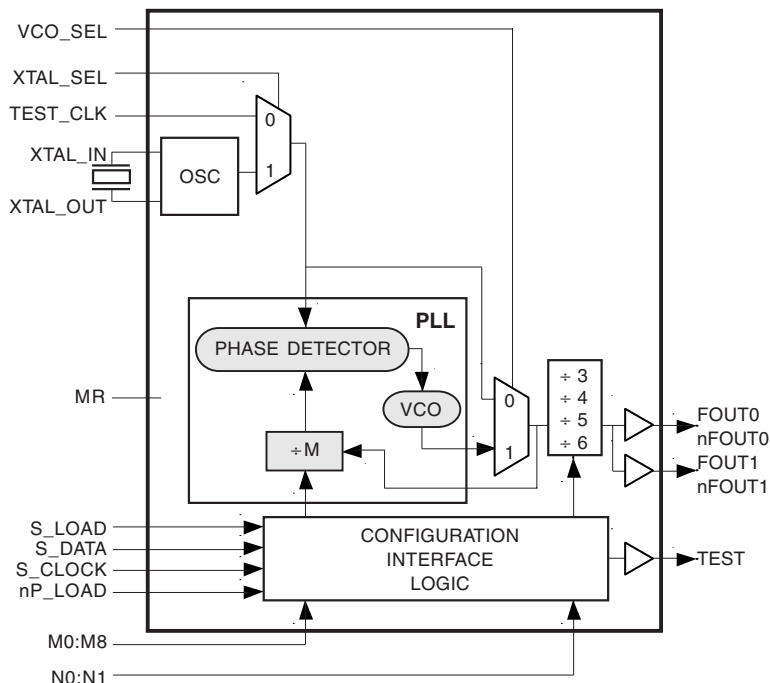 VCO_SEL
XTAL_SEL
TEST_CLK
0
XTAL_IN
OSC
1
XTAL_OUT
PLL
PHASE DETECTOR
MR
VCO
0
÷ 3
÷ 4
÷ 5
÷ 6
FOUT0
nFOUT0
÷M
1
FOUT1
nFOUT1
S_LOAD
S_DATA
S_CLOCK
nP_LOAD
CONFIGURATION
INTERFACE
LOGIC
TEST
M0:M8
N0:N1